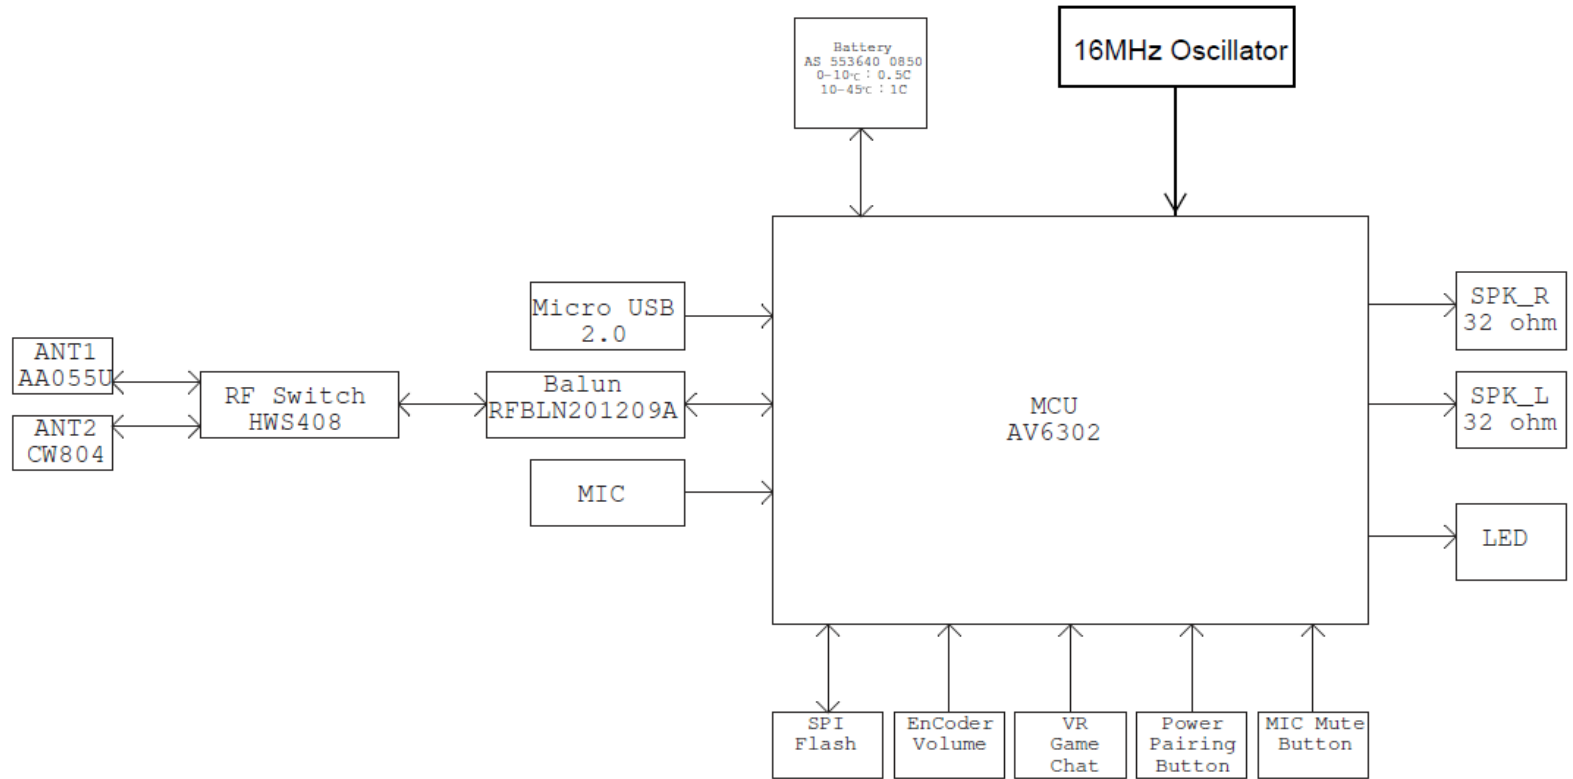 Battery
AS 553640 0850
0-10℃ : 0.5C
10-45℃ : 1C
16MHz Oscillator
Micro USB
2.0
ANT1
AA055U
ANT2
CW804
RF Switch
HWS408
Balun
RFBLN201209A
MIC
MCU
AV6302
SPK_R
32 ohm
SPK_L
32 ohm
LED
SPI
Flash
EnCoder
Volume
VR
Game
Chat
Power
Pairing
Button
MIC Mute
Button